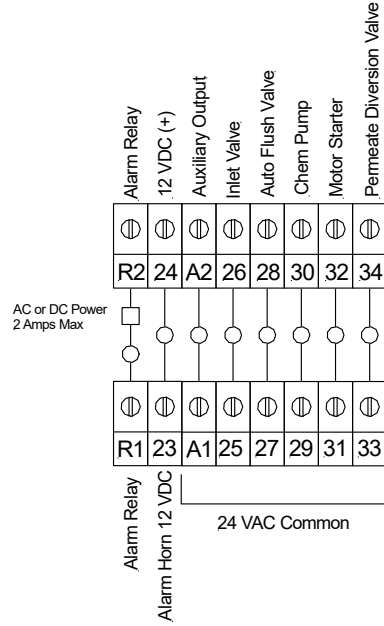 Alarm Relay
12 VDC (+)
Auxiliary Output
Inlet Valve
Auto Flush Valve
Chem Pump
Motor Starter
Permeate Diversion Valve
R2 24 A2 26 28 30 32 34
AC or DC Power
2 Amps Max
R1 23 A1 25 27 29 31 33
Alarm Relay
Alarm Horn 12 VDC
24 VAC Common